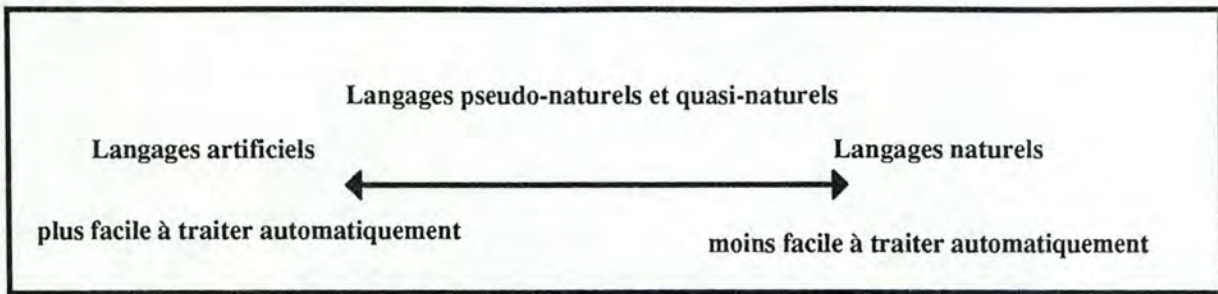 Langages pseudo-naturels et quasi-naturels
Langages artificiels
Langages naturels
plus facile à traiter automatiquement
moins facile à traiter automatiquement